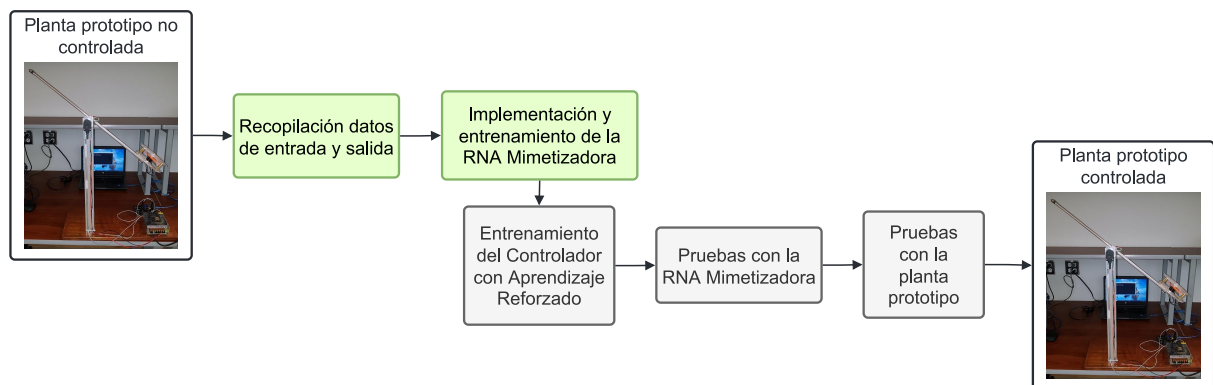 Planta prototipo no
controlada
Recopilación datos
de entrada y salida
Implementación y
entrenamiento de la
RNA Mimetizadora
Entrenamiento
del Controlador
con Aprendizaje
Reforzado
Pruebas con la
RNA Mimetizadora
Pruebas
con la
planta
prototipo
Planta prototipo
controlada